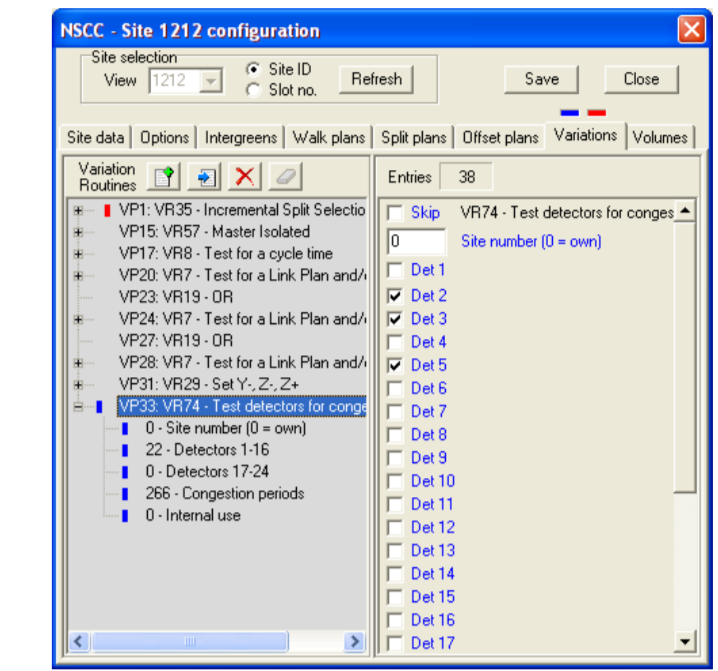 NSCC - Site 1212 configuration
Site selection
View 1212
Site ID
Slot no.
Refresh
Save
Close
Site data Options Intergreens Walk plans Split plans Offset plans Variations Volumes
Variation
Routines
VP1: VR35 - Incremental Split Selectio
VP15: VR57 - Master Isolated
VP17: VR8 - Test for a cycle time
VP20: VR7 - Test for a Link Plan and/
VP23: VR19 - OR
VP24: VR7 - Test for a Link Plan and/
VP27: VR19 - OR
VP28: VR7 - Test for a Link Plan and/
VP31: VR29 - Set Y-, Z-, Z+
VP33: VR74 - Test detectors for conge
0 - Site number (0 = own)
22 - Detectors 1-16
0 - Detectors 17-24
266 - Congestion periods
0 - Internal use
Entries 38
Skip VR74 - Test detectors for conges
0 Site number (0 = own)
Det 1
Det 2
Det 3
Det 4
Det 5
Det 6
Det 7
Det 8
Det 9
Det 10
Det 11
Det 12
Det 13
Det 14
Det 15
Det 16
Det 17